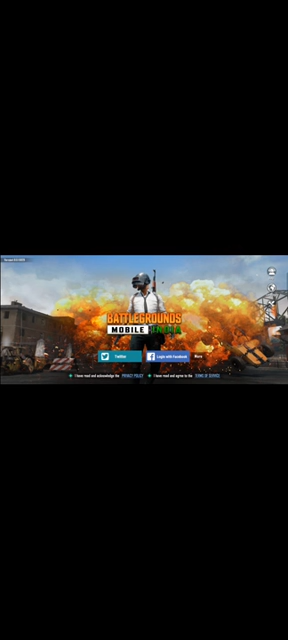 BATTLEGROUNDS
MOBILE INDIA
Twitter
Login with Facebook
More
I have read and acknowledge the PRIVACY POLICY
I have read and agree to the TERMS OF SERVICE